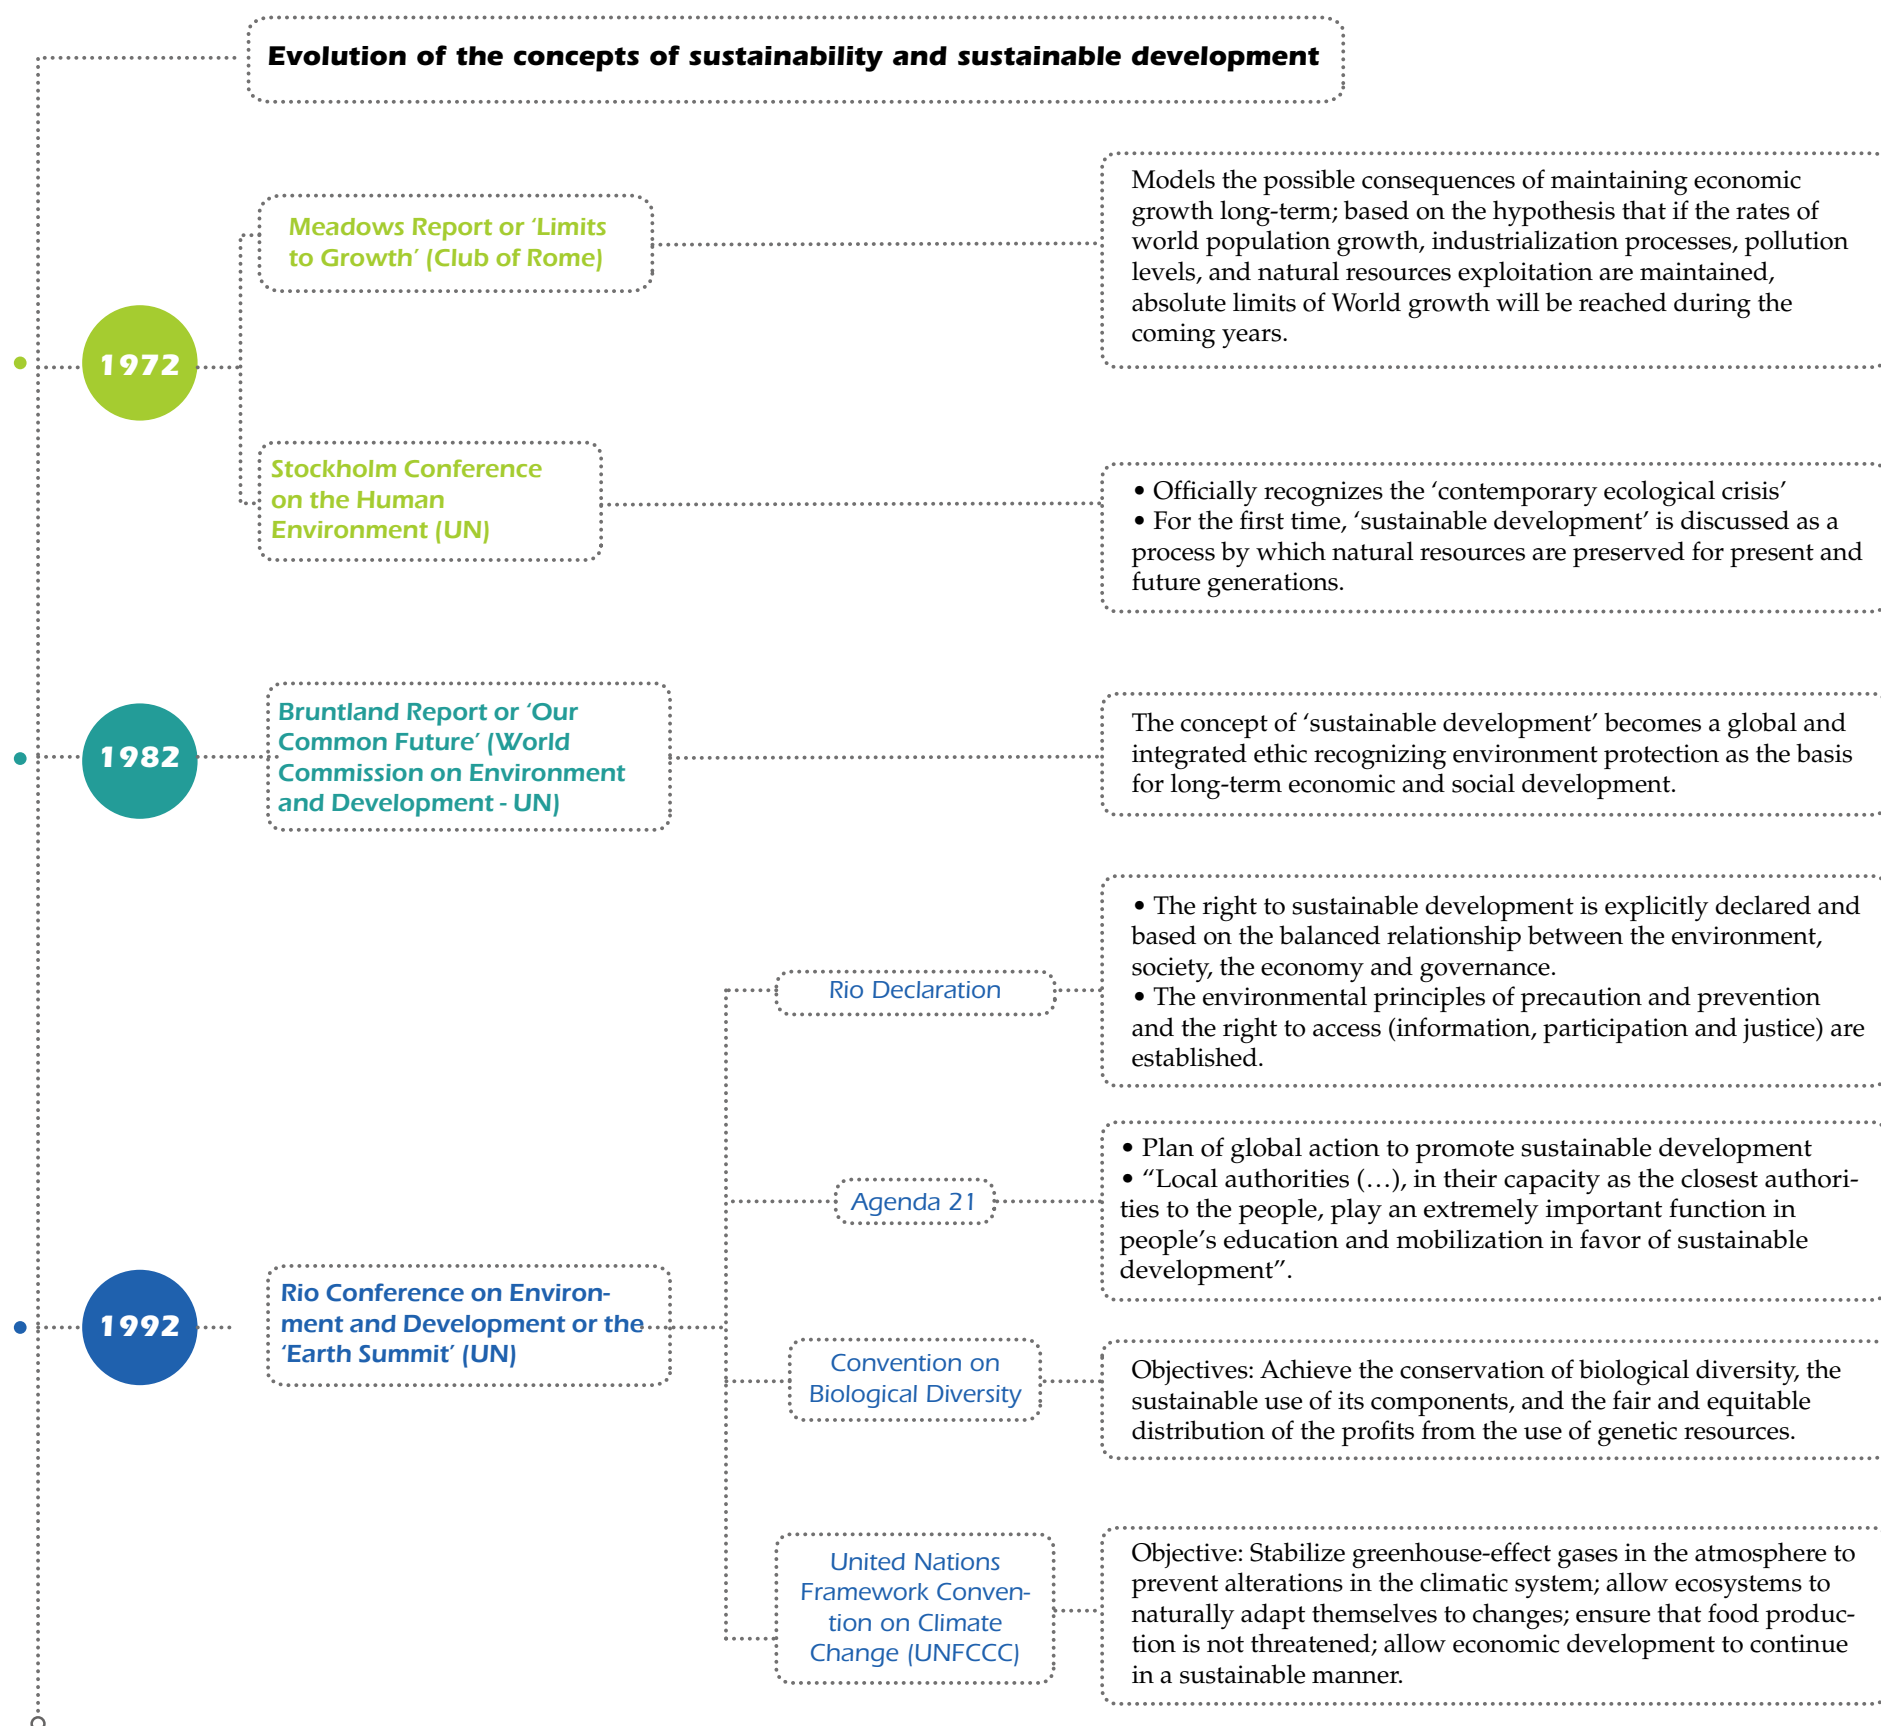 Evolution of the concepts of sustainability and sustainable development
1972
Meadows Report or ‘Limits
to Growth’ (Club of Rome)
Models the possible consequences of maintaining economic
growth long-term; based on the hypothesis that if the rates of
world population growth, industrialization processes, pollution
levels, and natural resources exploitation are maintained,
absolute limits of World growth will be reached during the
coming years.
Stockholm Conference
on the Human
Environment (UN)
• Officially recognizes the ‘contemporary ecological crisis’
• For the first time, ‘sustainable development’ is discussed as a
process by which natural resources are preserved for present and
future generations.
1982
Bruntland Report or ‘Our
Common Future’ (World
Commission on Environment
and Development - UN)
The concept of ‘sustainable development’ becomes a global and
integrated ethic recognizing environment protection as the basis
for long-term economic and social development.
1992
Rio Conference on Environ-
ment and Development or the
‘Earth Summit’ (UN)
Rio Declaration
• The right to sustainable development is explicitly declared and
based on the balanced relationship between the environment,
society, the economy and governance.
• The environmental principles of precaution and prevention
and the right to access (information, participation and justice) are
established.
Agenda 21
• Plan of global action to promote sustainable development
• “Local authorities (…), in their capacity as the closest authori-
ties to the people, play an extremely important function in
people’s education and mobilization in favor of sustainable
development”.
Convention on
Biological Diversity
Objectives: Achieve the conservation of biological diversity, the
sustainable use of its components, and the fair and equitable
distribution of the profits from the use of genetic resources.
United Nations
Framework Conven-
tion on Climate
Change (UNFCCC)
Objective: Stabilize greenhouse-effect gases in the atmosphere to
prevent alterations in the climatic system; allow ecosystems to
naturally adapt themselves to changes; ensure that food produc-
tion is not threatened; allow economic development to continue
in a sustainable manner.